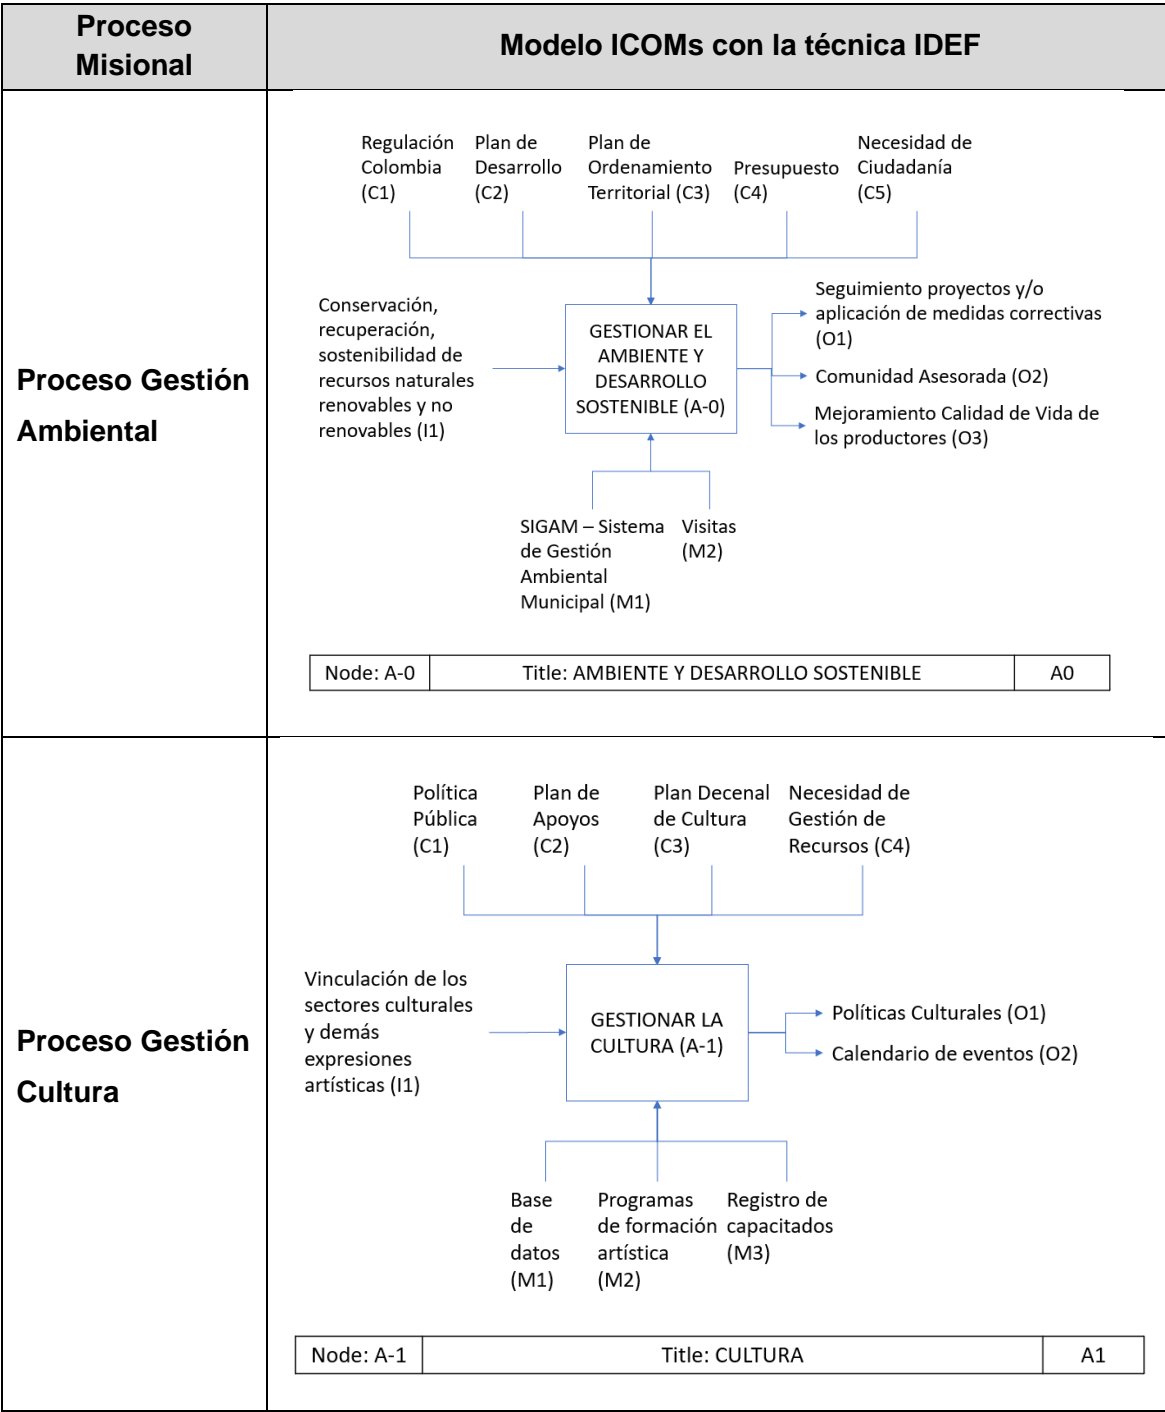 Proceso
Misional
Modelo ICOMs con la técnica IDEF
Proceso Gestión
Ambiental
Regulación
Colombia
(C1)
Plan de
Desarrollo
(C2)
Plan de
Ordenamiento
Territorial (C3)
Presupuesto
(C4)
Necesidad de
Ciudadanía
(C5)
Conservación,
recuperación,
sostenibilidad de
recursos naturales
renovables y no
renovables (I1)
GESTIONAR EL
AMBIENTE Y
DESARROLLO
SOSTENIBLE (A-0)
Seguimiento proyectos y/o
aplicación de medidas correctivas
(O1)
Comunidad Asesorada (O2)
Mejoramiento Calidad de Vida de
los productores (O3)
SIGAM – Sistema
de Gestión
Ambiental
Municipal (M1)
Visitas
(M2)
Node: A-0
Title: AMBIENTE Y DESARROLLO SOSTENIBLE
A0
Proceso Gestión
Cultura
Política
Pública
(C1)
Plan de
Apoyos
(C2)
Plan Decenal
de Cultura
(C3)
Necesidad de
Gestión de
Recursos (C4)
Vinculación de los
sectores culturales
y demás
expresiones
artísticas (I1)
GESTIONAR LA
CULTURA (A-1)
Políticas Culturales (O1)
Calendario de eventos (O2)
Base
de
datos
(M1)
Programas
de formación
artística
(M2)
Registro de
capacitados
(M3)
Node: A-1
Title: CULTURA
A1